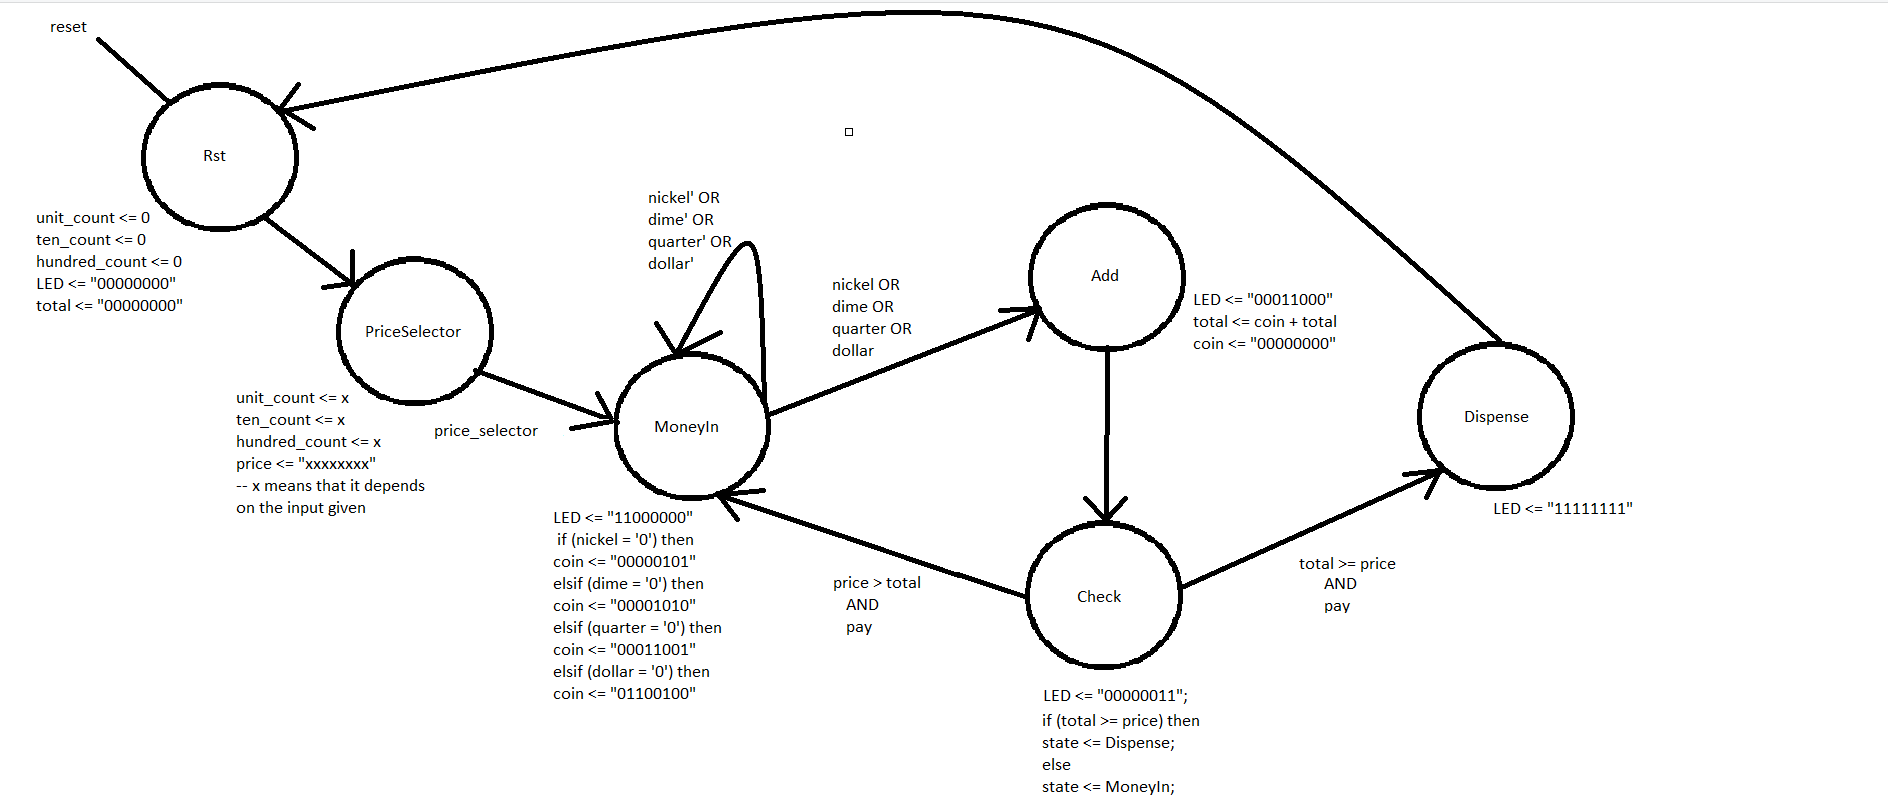 reset
Rst
unit_count <= 0
ten_count <= 0
hundred_count <= 0
LED <= "00000000"
total <= "00000000"
PriceSelector
unit_count <= x
ten_count <= x
hundred_count <= x
price <= "xxxxxxxx"
-- x means that it depends
on the input given
price_selector
nickel' OR
dime' OR
quarter' OR
dollar'
MoneyIn
LED <= "11000000"
if (nickel = '0') then
coin <= "00000101"
elsif (dime = '0') then
coin <= "00001010"
elsif (quarter = '0') then
coin <= "00011001"
elsif (dollar = '0') then
coin <= "01100100"
nickel OR
dime OR
quarter OR
dollar
Add
LED <= "00011000"
total <= coin + total
coin <= "00000000"
price > total
AND
pay
Check
LED <= "00000011";
if (total >= price) then
state <= Dispense;
else
state <= MoneyIn;
total >= price
AND
pay
Dispense
LED <= "11111111"